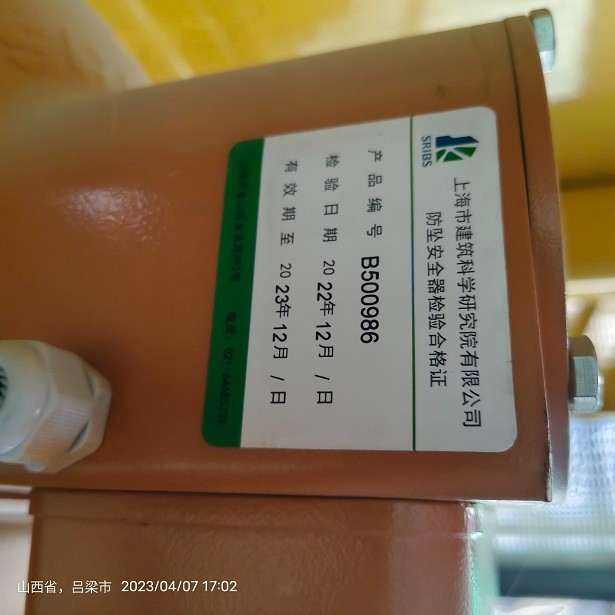 SRIBS
上海市建筑科学研究院有限公司
防坠安全器检验合格证
产品编号 B500986
检验日期 2022年12月 / 日
有效期至 2023年12月 / 日
山西省，吕梁市 2023/04/07 17:02